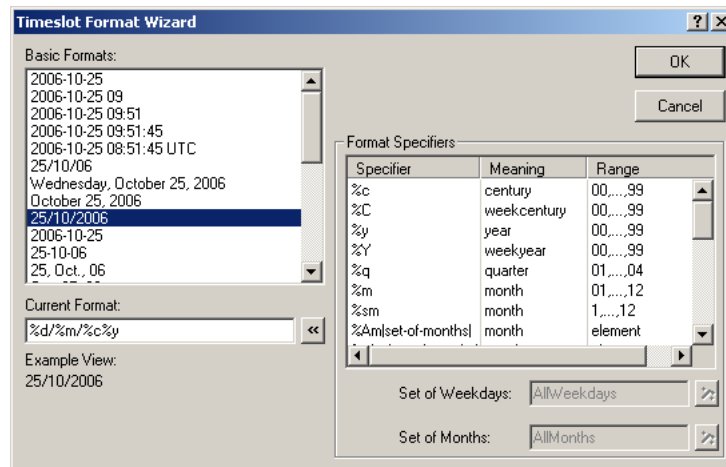 Timeslot Format Wizard
Basic Formats:
2006-10-25
2006-10-25 09
2006-10-25 09:51
2006-10-25 09:51:45
2006-10-25 08:51:45 UTC
25/10/06
Wednesday, October 25, 2006
October 25, 2006
25/10/2006
2006-10-25
25-10-06
25, Oct., 06
Current Format:
%d/%m/%c%y
Example View:
25/10/2006
OK
Cancel
Format Specifiers
Specifier Meaning Range
%c century 00,...,99
%C weekcentury 00,...,99
%y year 00,...,99
%Y weekyear 00,...,99
%q quarter 01,...,04
%m month 01,...,12
%sm month 1,...,12
%Am|set-of-months| month element
Set of Weekdays: AllWeekdays
Set of Months: AllMonths